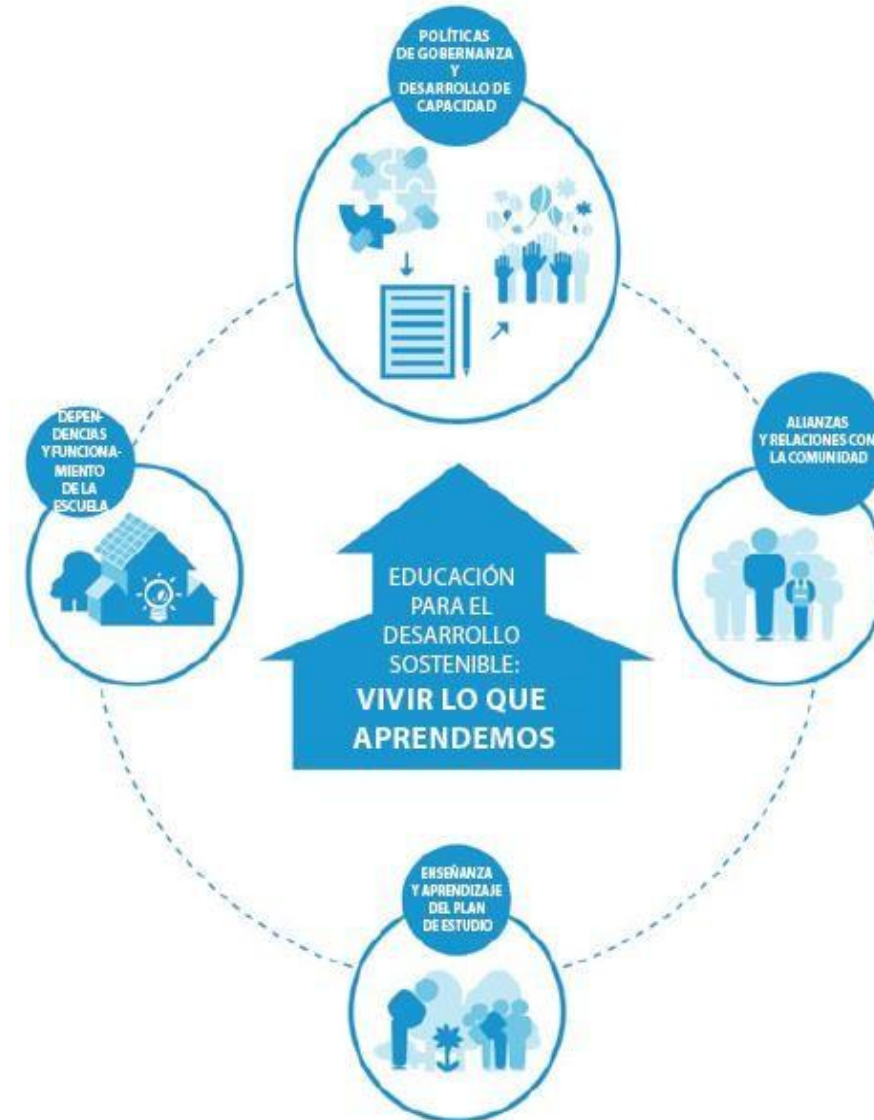 POLÍTICAS
DE GOBERNANZA
Y
DESARROLLO DE
CAPACIDAD
DEPEN-
DENCIAS
Y FUNCIONA-
MIENTO
DE LA
ESCUELA
ALIANZAS
Y RELACIONES CON
LA COMUNIDAD
EDUCACIÓN
PARA EL
DESARROLLO
SOSTENIBLE:
VIVIR LO QUE
APRENDEMOS
ENSEÑANZA
Y APRENDIZAJE
DEL PLAN
DE ESTUDIO